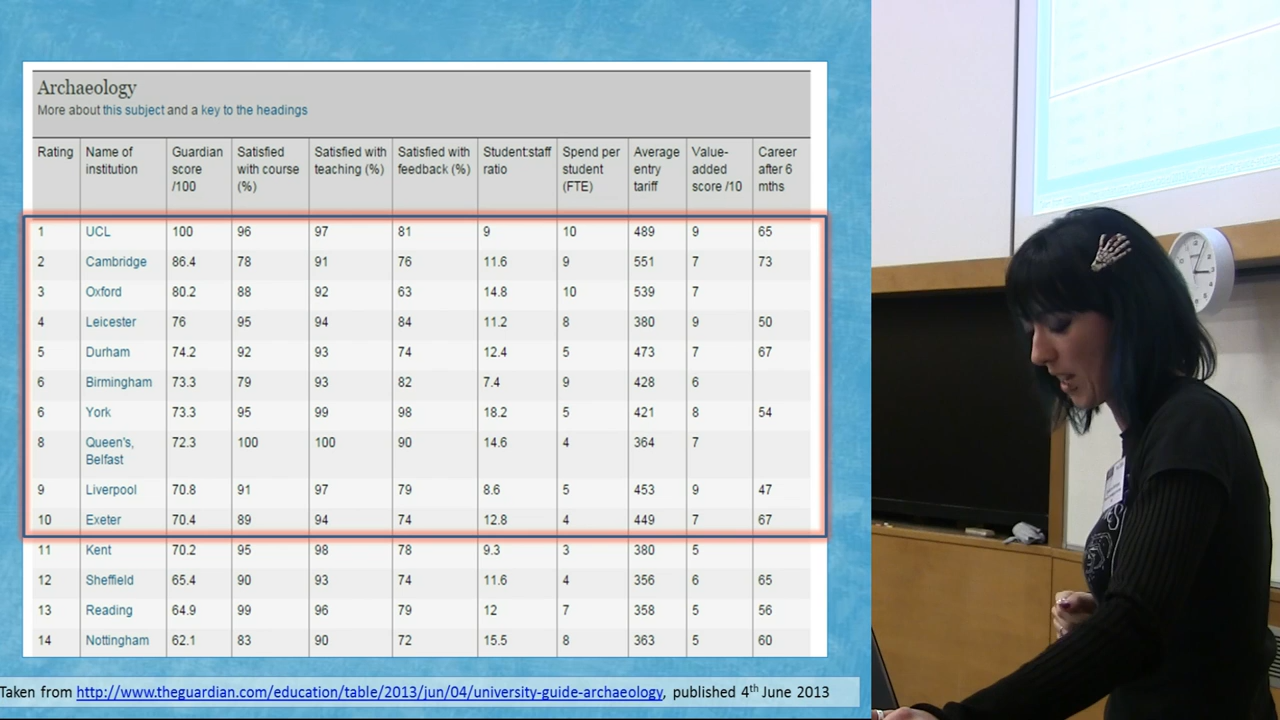 Archaeology
More about this subject and a key to the headings
Rating Name of institution Guardian score /100 Satisfied with course (%) Satisfied with teaching (%) Satisfied with feedback (%) Student:staff ratio Spend per student (FTE) Average entry tariff Value-added score /10 Career after 6 mths
1 UCL 100 96 97 81 9 10 489 9 65
2 Cambridge 86.4 78 91 76 11.6 9 551 7 73
3 Oxford 80.2 88 92 63 14.8 10 539 7
4 Leicester 76 95 94 84 11.2 8 380 9 50
5 Durham 74.2 92 93 74 12.4 5 473 7 67
6 Birmingham 73.3 79 93 82 7.4 9 428 6
6 York 73.3 95 99 98 18.2 5 421 8 54
8 Queen's, Belfast 72.3 100 100 90 14.6 4 364 7
9 Liverpool 70.8 91 97 79 8.6 5 453 9 47
10 Exeter 70.4 89 94 74 12.8 4 449 7 67
11 Kent 70.2 95 98 78 9.3 3 380 5
12 Sheffield 65.4 90 93 74 11.6 4 356 6 65
13 Reading 64.9 99 96 79 12 7 358 5 56
14 Nottingham 62.1 83 90 72 15.5 8 363 5 60
Taken from http://www.theguardian.com/education/table/2013/jun/04/university-guide-archaeology, published 4th June 2013